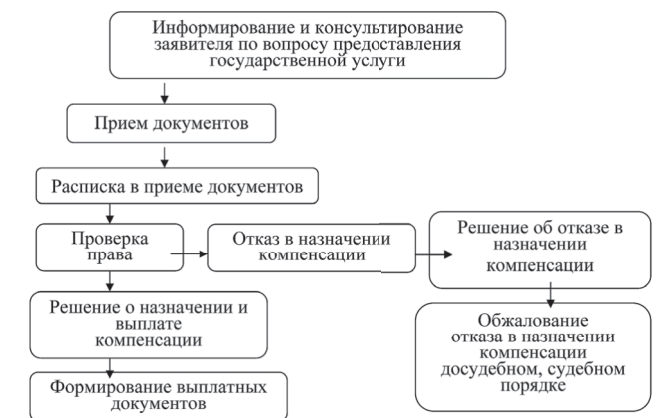 Информирование и консультирование
заявителя по вопросу предоставления
государственной услуги
Прием документов
Расписка в приеме документов
Проверка
права
Отказ в назначении
компенсации
Решение об отказе в
назначении
компенсации
Решение о назначении и
выплате
компенсации
Обжалование
отказа в назначении
компенсации
досудебном, судебном
порядке
Формирование выплатных
документов